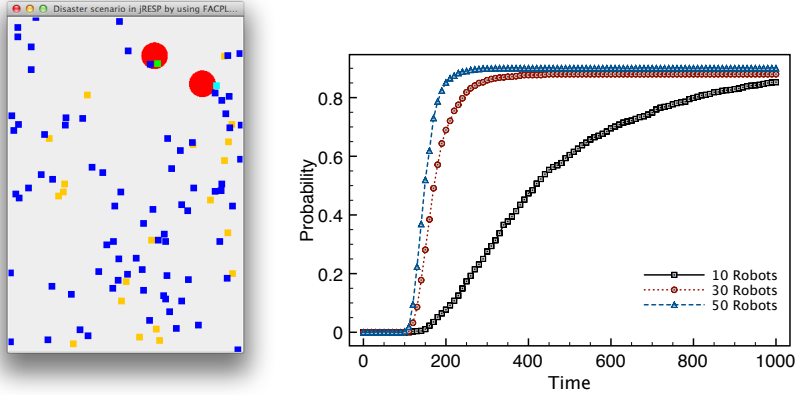 Disaster scenario in jRESP by using FACPL...
Probability
0.8
0.6
0.4
0.2
0
0 200 400 600 800 1000
Time
10 Robots
30 Robots
50 Robots